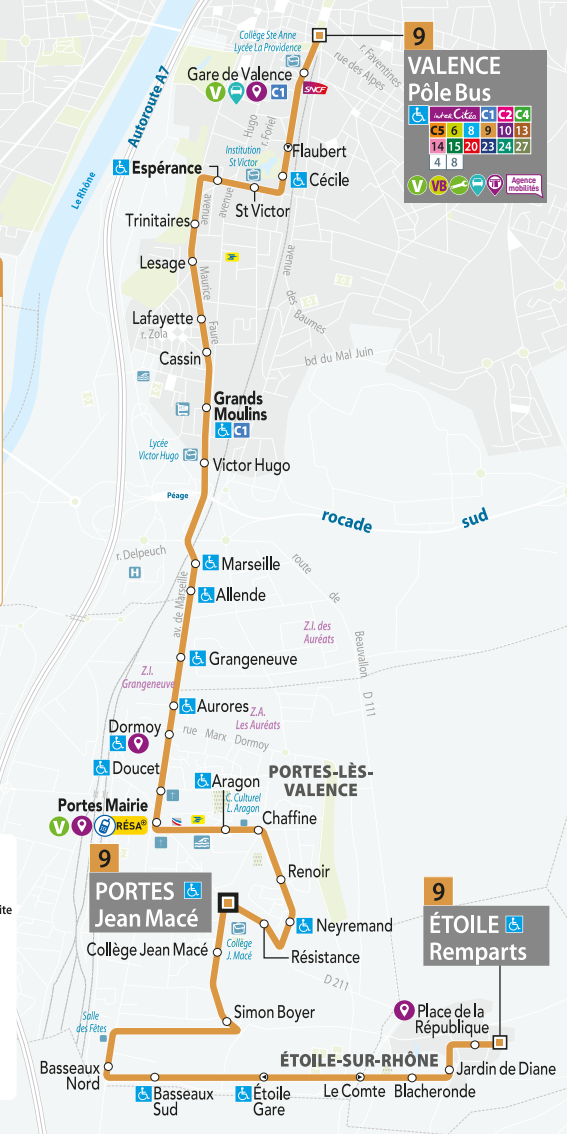 Collège Ste Anne
Lycée La Providence
9
VALENCE
Pôle Bus
inter Citéa C1 C2 C4
C5 6 8 9 10 13
14 15 20 23 24 27
4 8
V VB
Agence
mobilités
Gare de Valence
V C1 SNCF
rue des Alpes
r. Faventines
Autoroute A7
Le Rhône
Hugo
r. Foriel
Institution
St Victor
Flaubert
Espérance
Cécile
St Victor
avenue
avenue
Trinitaires
Lesage
Maurice
Faure
avenue
des
Baumes
Lafayette
r. Zola
Cassin
bd du Mal Juin
Grands
Moulins
C1
Lycée
Victor Hugo
Victor Hugo
Péage
rocade
sud
r. Delpeuch
H
Marseille
Allende
av. de Marseille
route
de
Beauvallon
D 111
Z.I. des
Auréats
Grangeneuve
Z.I.
Grangeneuve
Aurores
Z.A.
Les Auréats
Dormoy
rue Marx Dormoy
Doucet
Aragon
PORTES-LÈS-
VALENCE
Portes Mairie
V RÉSA+
C. Culturel
L. Aragon
Chaffine
9
PORTES
Jean Macé
Renoir
Neyremand
Collège
J. Macé
Résistance
Collège Jean Macé
D 211
9
ÉTOILE
Remparts
ite
Salle
des Fêtes
Simon Boyer
Place de la
République
ÉTOILE-SUR-RHÔNE
Basseaux
Nord
Basseaux
Sud
Étoile
Gare
Le Comte
Blacheronde
Jardin de Diane